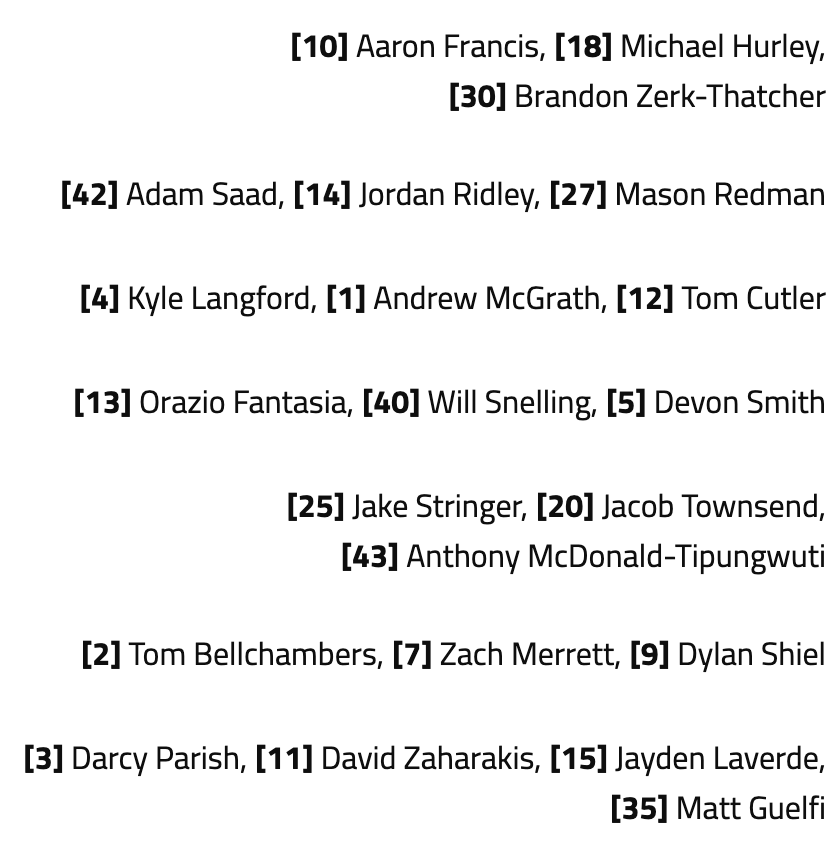 [10] Aaron Francis, [18] Michael Hurley,
[30] Brandon Zerk-Thatcher
[42] Adam Saad, [14] Jordan Ridley, [27] Mason Redman
[4] Kyle Langford, [1] Andrew McGrath, [12] Tom Cutler
[13] Orazio Fantasia, [40] Will Snelling, [5] Devon Smith
[25] Jake Stringer, [20] Jacob Townsend,
[43] Anthony McDonald-Tipungwuti
[2] Tom Bellchambers, [7] Zach Merrett, [9] Dylan Shiel
[3] Darcy Parish, [11] David Zaharakis, [15] Jayden Laverde,
[35] Matt Guelfi